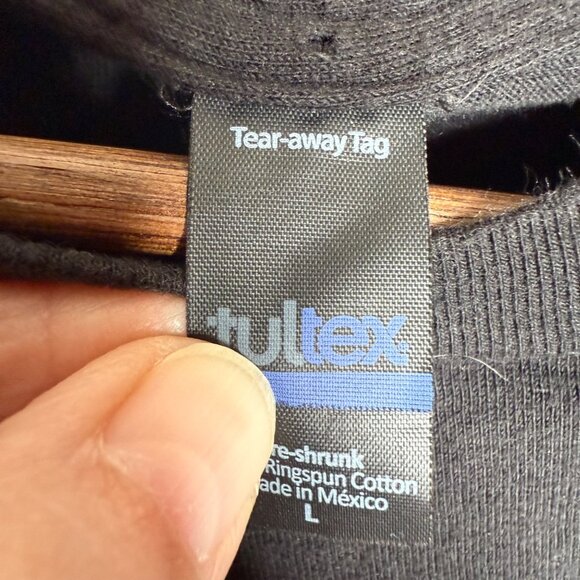 Tear-away Tag
tultex
re-shrunk
Ringspun Cotton
ade in México
L